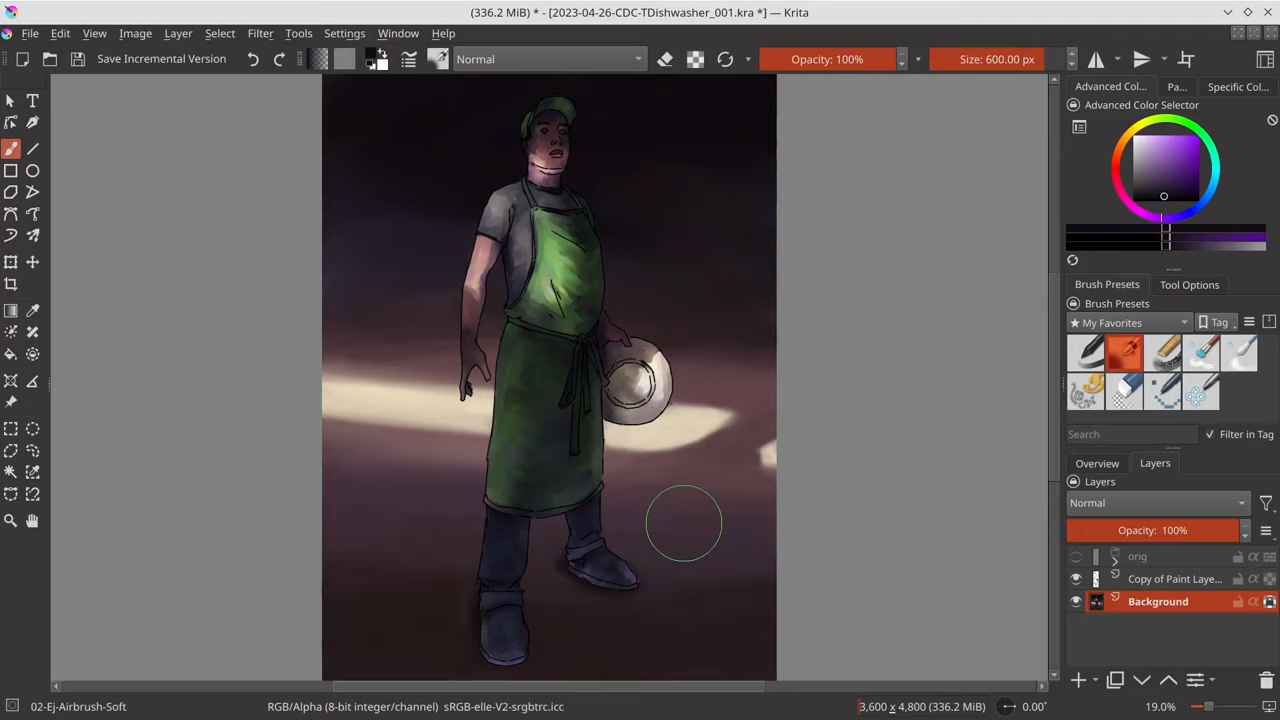 (336.2 MiB) * - [2023-04-26-CDC-TDishwasher_001.kra *] — Krita
File Edit View Image Layer Select Filter Tools Settings Window Help
Save Incremental Version Normal Opacity: 100% Size: 600.00 px
Advanced Col... Pa... Specific Col...
Advanced Color Selector
Brush Presets Tool Options
Brush Presets
★ My Favorites Tag
Search Filter in Tag
Overview Layers
Layers
Normal
Opacity: 100%
orig
Copy of Paint Laye...
Background
02-Ej-Airbrush-Soft RGB/Alpha (8-bit integer/channel) sRGB-elle-V2-srgbtrc.icc 3,600 x 4,800 (336.2 MiB) 0.00° 19.0%